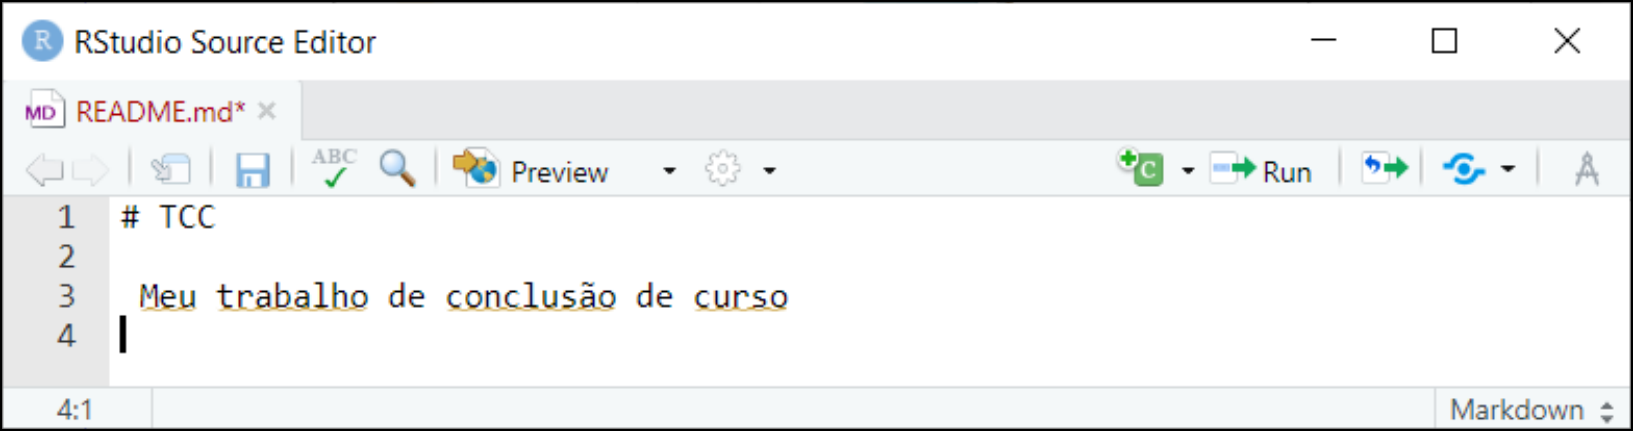 R RStudio Source Editor
MD README.md*
ABC Preview C Run
1 # TCC
2
3 Meu trabalho de conclusão de curso
4
4:1 Markdown